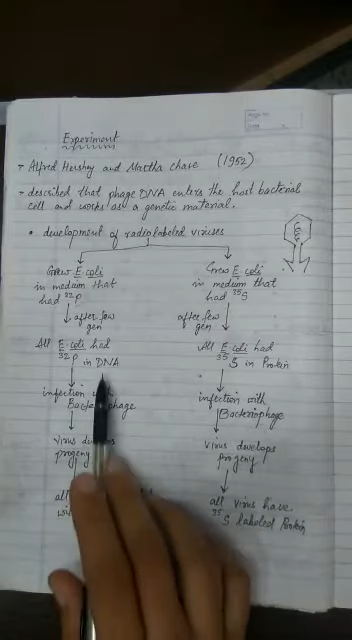 Experiment
- Alfred Hershey and Martha Chase (1952)
- described that phage DNA enters the host bacterial
cell and works as a genetic material.
• development of radiolabeled viruses
Grew E.coli
in medium that
had 32P
↓ after few
gen
All E.coli had
32P in DNA
infection
Bacteriophage
virus develops
progeny
all
Grew E.coli
in medium that
had 35S
after few ↓
gen
All E.coli had
35S in Protein
infection with
Bacteriophage
virus develops
progeny
all virus have
35S labeled Protein